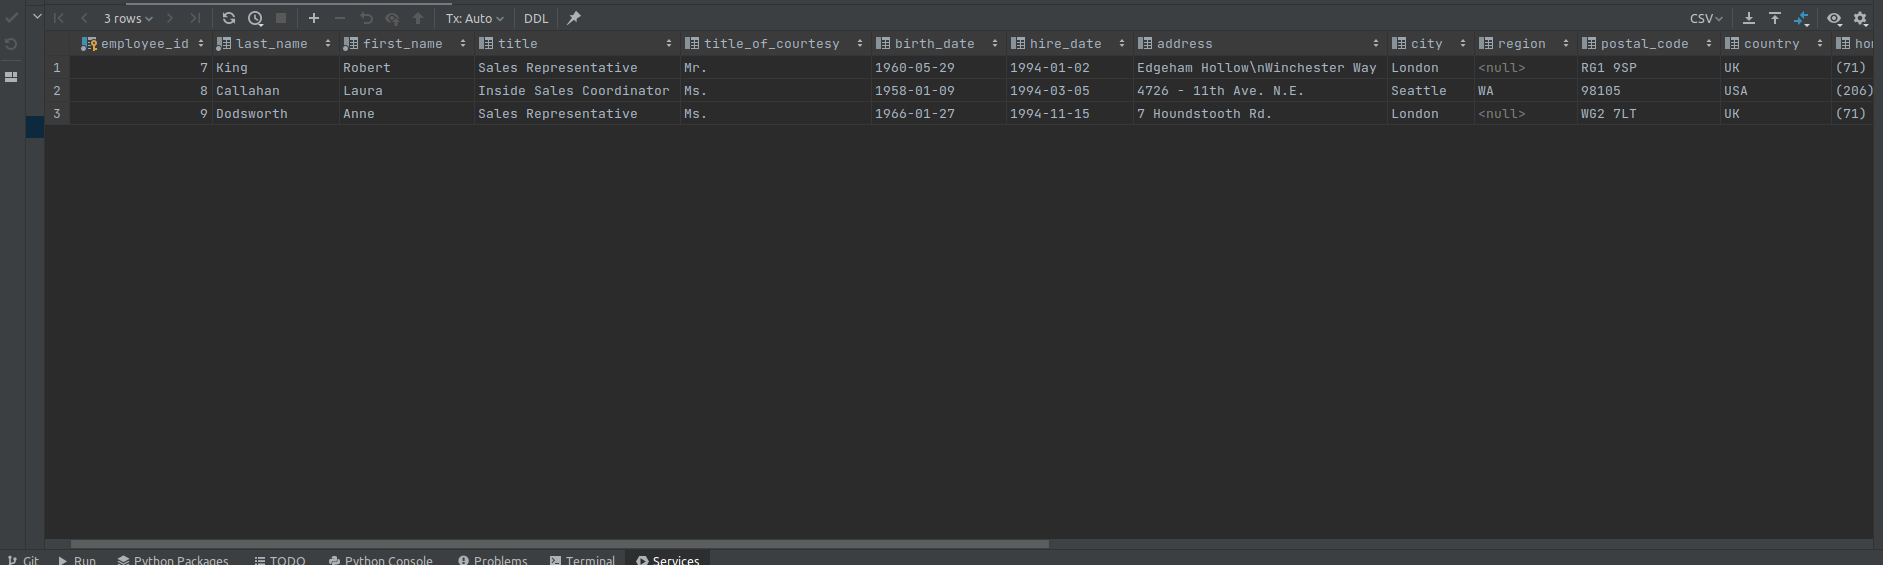 3 rows Tx: Auto DDL CSV
employee_id last_name first_name title title_of_courtesy birth_date hire_date address city region postal_code country
1 7 King Robert Sales Representative Mr. 1960-05-29 1994-01-02 Edgeham Hollow\nWinchester Way London <null> RG1 9SP UK (71)
2 8 Callahan Laura Inside Sales Coordinator Ms. 1958-01-09 1994-03-05 4726 - 11th Ave. N.E. Seattle WA 98105 USA (206)
3 9 Dodsworth Anne Sales Representative Ms. 1966-01-27 1994-11-15 7 Houndstooth Rd. London <null> WG2 7LT UK (71)
Git Run Python Packages TODO Python Console Problems Terminal Services